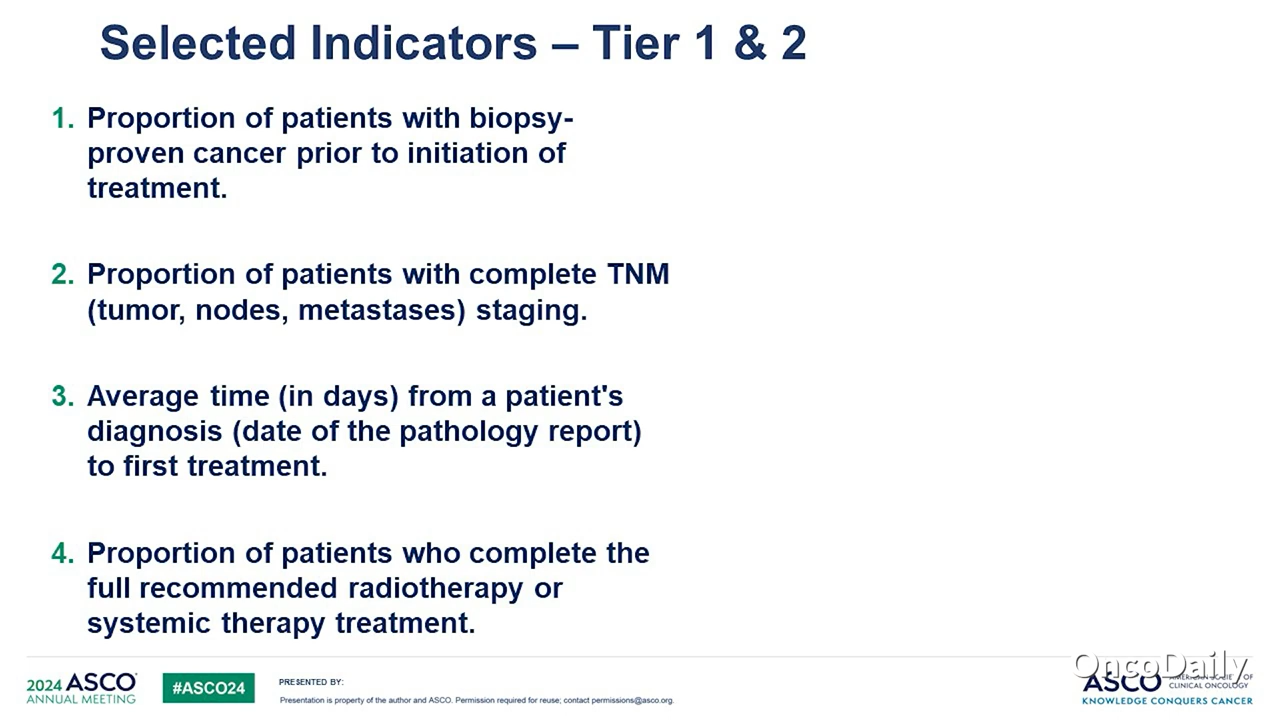 Selected Indicators – Tier 1 & 2
1. Proportion of patients with biopsy-
proven cancer prior to initiation of
treatment.
2. Proportion of patients with complete TNM
(tumor, nodes, metastases) staging.
3. Average time (in days) from a patient's
diagnosis (date of the pathology report)
to first treatment.
4. Proportion of patients who complete the
full recommended radiotherapy or
systemic therapy treatment.
2024 ASCO
ANNUAL MEETING
#ASCO24
PRESENTED BY:
Presentation is property of the author and ASCO. Permission required for reuse; contact permissions@asco.org.
OncoDaily
ASCO
OF
CLINICAL ONCOLOGY
KNOWLEDGE CONQUERS CANCER